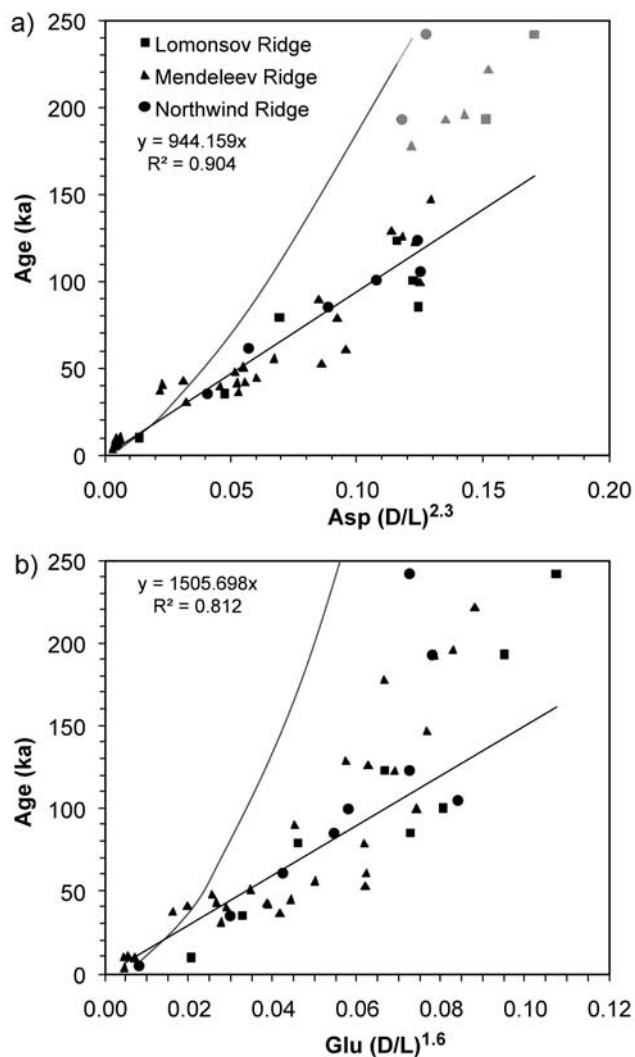 a)
250
200
150
100
50
0
Age (ka)
Lomonsov Ridge
Mendeleev Ridge
Northwind Ridge
y = 944.159x
R² = 0.904
0.00 0.05 0.10 0.15 0.20
Asp (D/L)^2.3
b)
250
200
150
100
50
0
Age (ka)
y = 1505.698x
R² = 0.812
0.00 0.02 0.04 0.06 0.08 0.10 0.12
Glu (D/L)^1.6